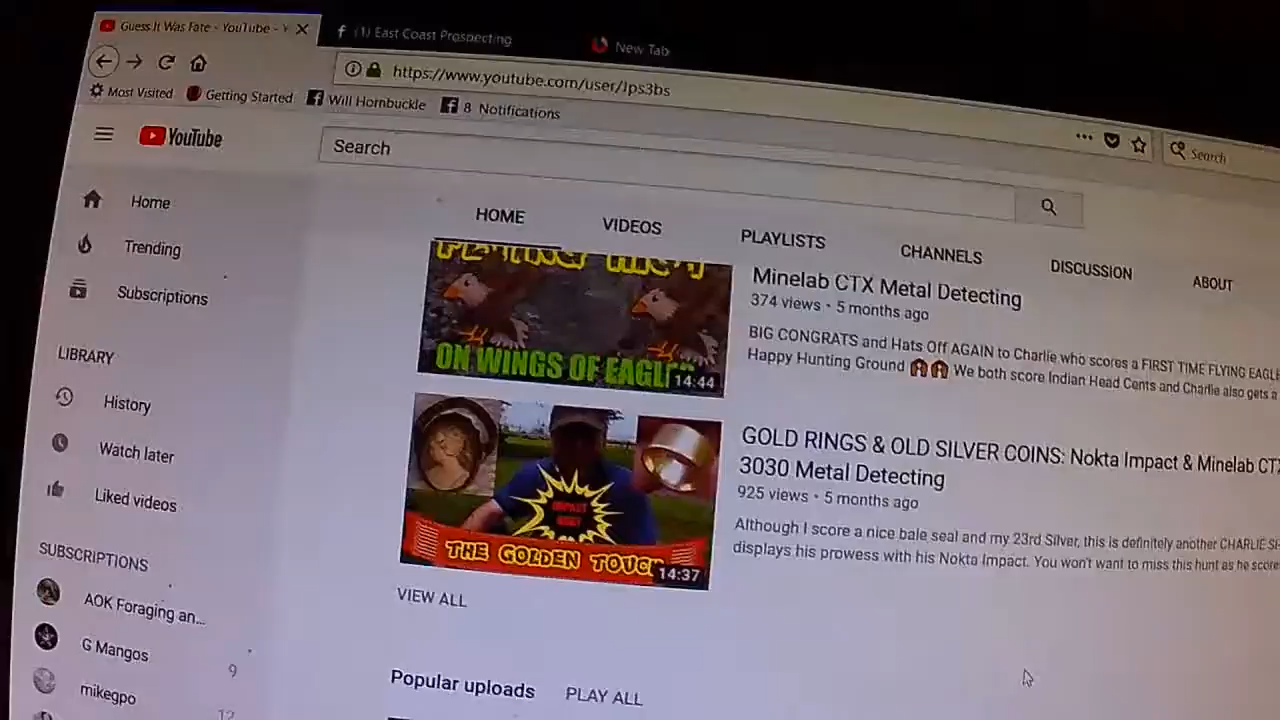 Guess It Was Fate - YouTube - Y
(1) East Coast Prospecting
New Tab
https://www.youtube.com/user/Jps3bs
Search
Most Visited
Getting Started
Will Hornbuckle
8 Notifications
YouTube
Search
Home
Trending
Subscriptions
LIBRARY
History
Watch later
Liked videos
SUBSCRIPTIONS
AOK Foraging an...
G Mangos 9
mikegpo 12
HOME VIDEOS PLAYLISTS CHANNELS DISCUSSION ABOUT
ON WINGS OF EAGL
14:44
Minelab CTX Metal Detecting
374 views • 5 months ago
BIG CONGRATS and Hats Off AGAIN to Charlie who scores a FIRST TIME FLYING EAGLE
Happy Hunting Ground We both score Indian Head Cents and Charlie also gets a
THE GOLDEN TOUC
14:37
GOLD RINGS & OLD SILVER COINS: Nokta Impact & Minelab CTX
3030 Metal Detecting
925 views • 5 months ago
Although I score a nice bale seal and my 23rd Silver, this is definitely another CHARLIE
displays his prowess with his Nokta Impact. You won't want to miss this hunt as he score
VIEW ALL
Popular uploads PLAY ALL